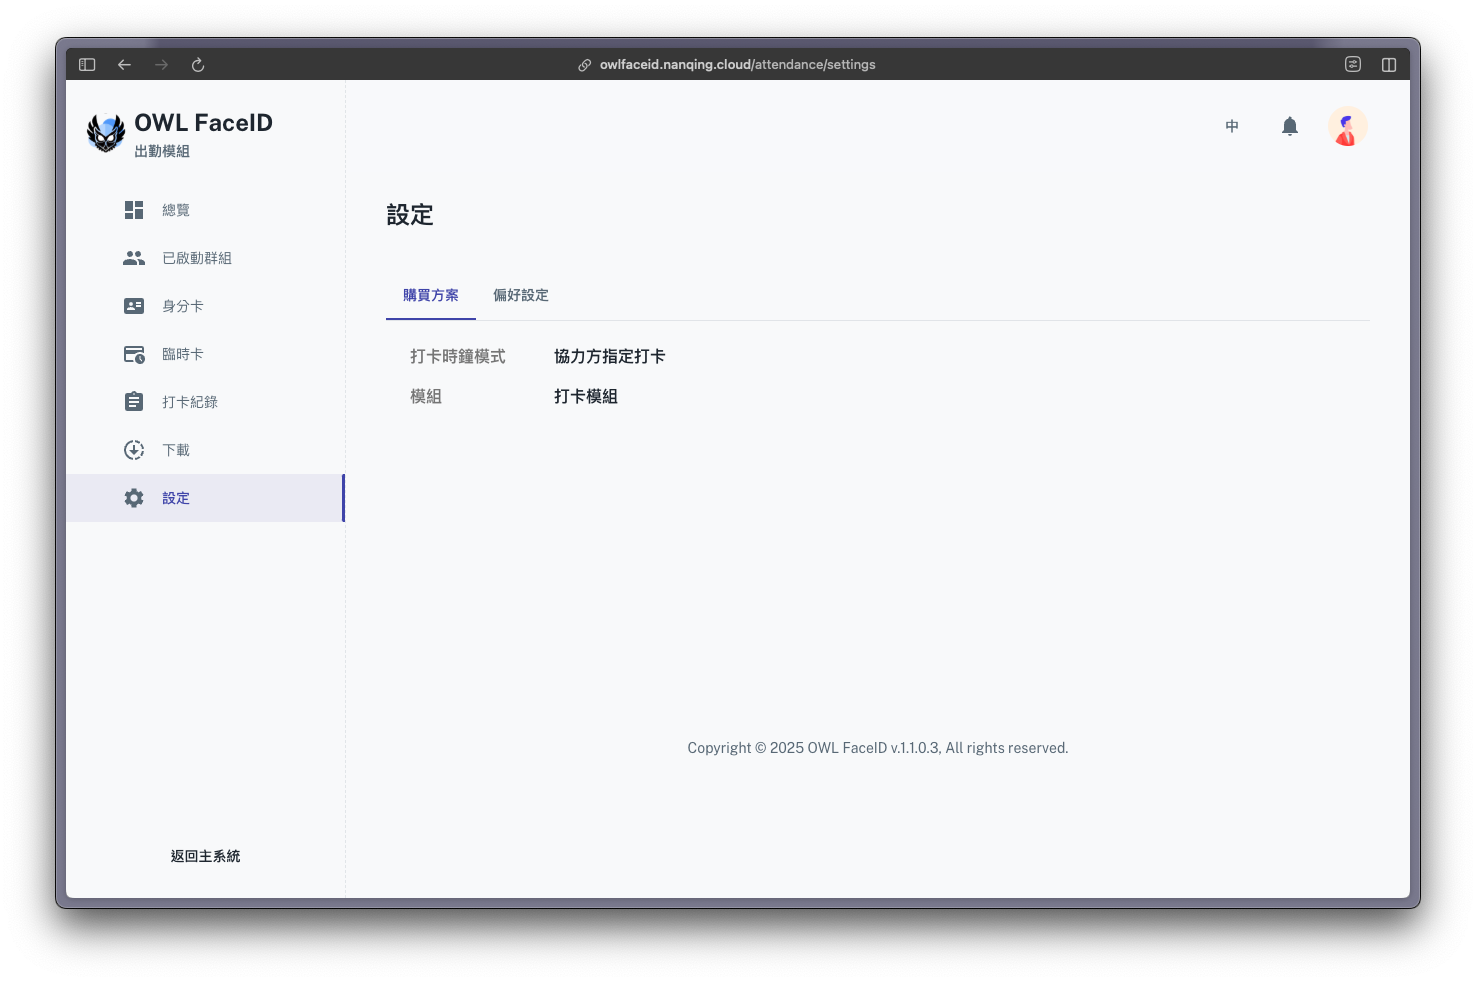 owlfaceid.nanqing.cloud/attendance/settings
OWL FaceID
出勤模組
中
總覽
已啟動群組
身分卡
臨時卡
打卡紀錄
下載
設定
返回主系統
設定
購買方案
偏好設定
打卡時鐘模式
協力方指定打卡
模組
打卡模組
Copyright © 2025 OWL FaceID v.1.1.0.3, All rights reserved.